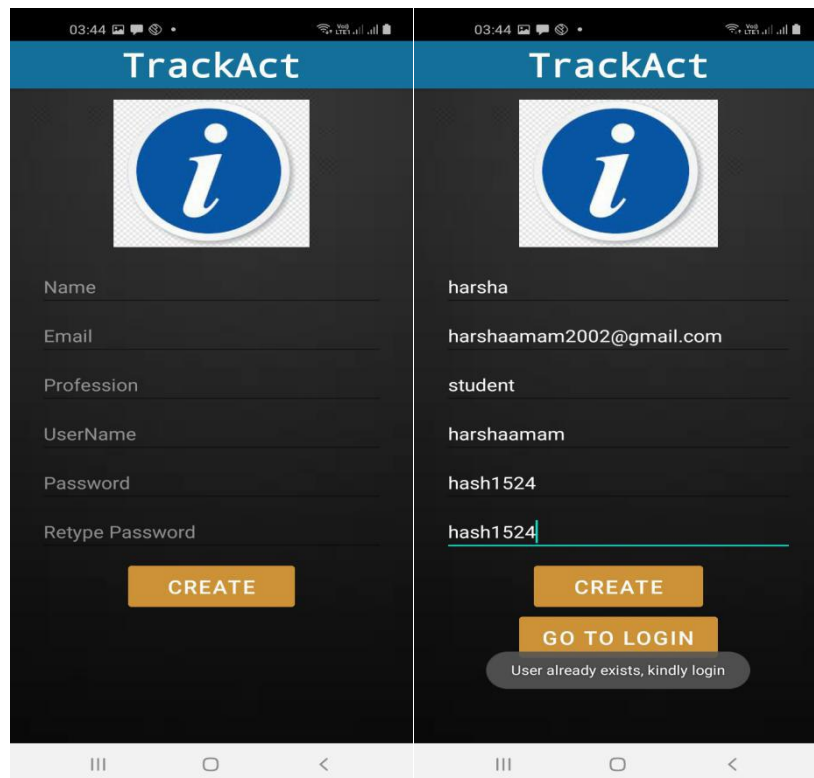 03:44
TrackAct
i
Name
Email
Profession
UserName
Password
Retype Password
CREATE
03:44
TrackAct
i
harsha
harshaamam2002@gmail.com
student
harshaamam
hash1524
hash1524
CREATE
GO TO LOGIN
User already exists, kindly login